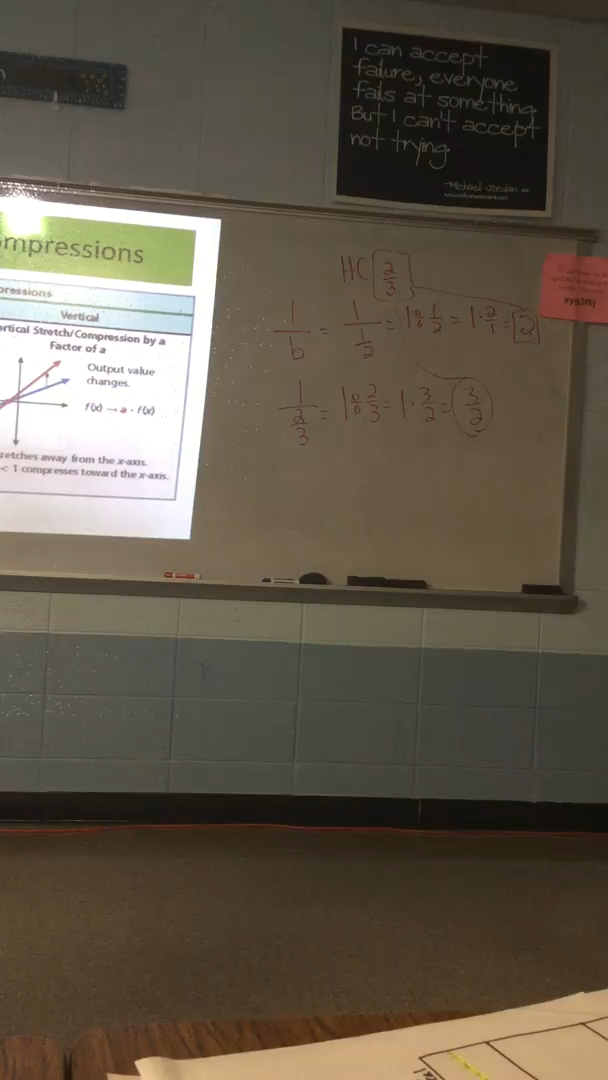 I can accept
failure, everyone
fails at something.
But I can't accept
not trying.
-Michael Jordan
mpressions
ressions
Vertical
rtical Stretch/Compression by a
Factor of a
Output value
changes.
f(x) → a · f(x)
retches away from the x-axis.
< 1 compresses toward the x-axis.
HC 2/3
1/b = 1/(1/2) = 1 ÷ 1/2 = 1 · 2/1 = 2
1/(2/3) = 1 ÷ 2/3 = 1 · 3/2 = 3/2
xyg3f6j